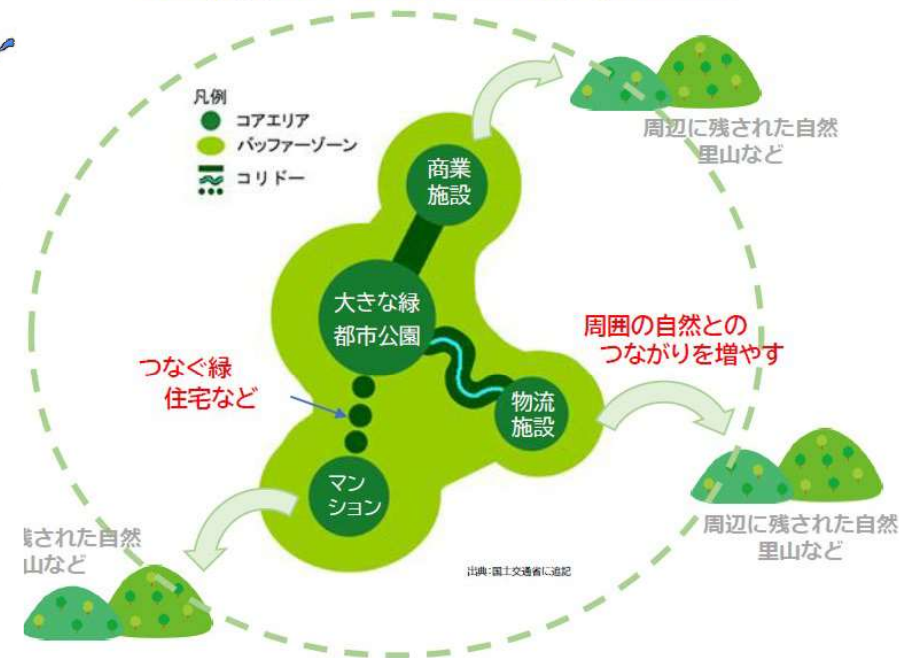 凡例
コアエリア
バッファーゾーン
コリドー
商業
施設
周辺に残された自然
里山など
大きな緑
都市公園
周囲の自然との
つながりを増やす
つなぐ緑
住宅など
物流
施設
マン
ション
周辺に残された自然
里山など
残された自然
山など
出典:国土交通省に追記